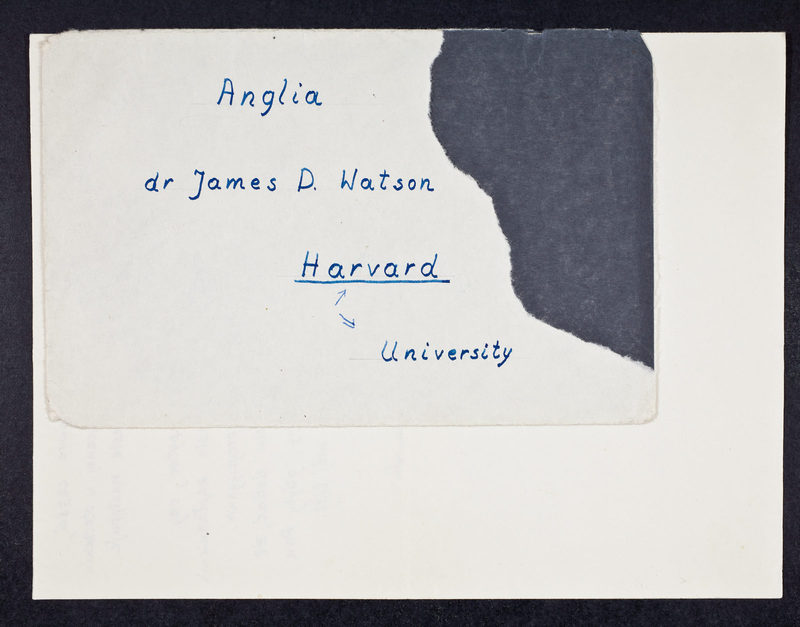 Anglia
dr James D. Watson
Harvard
University